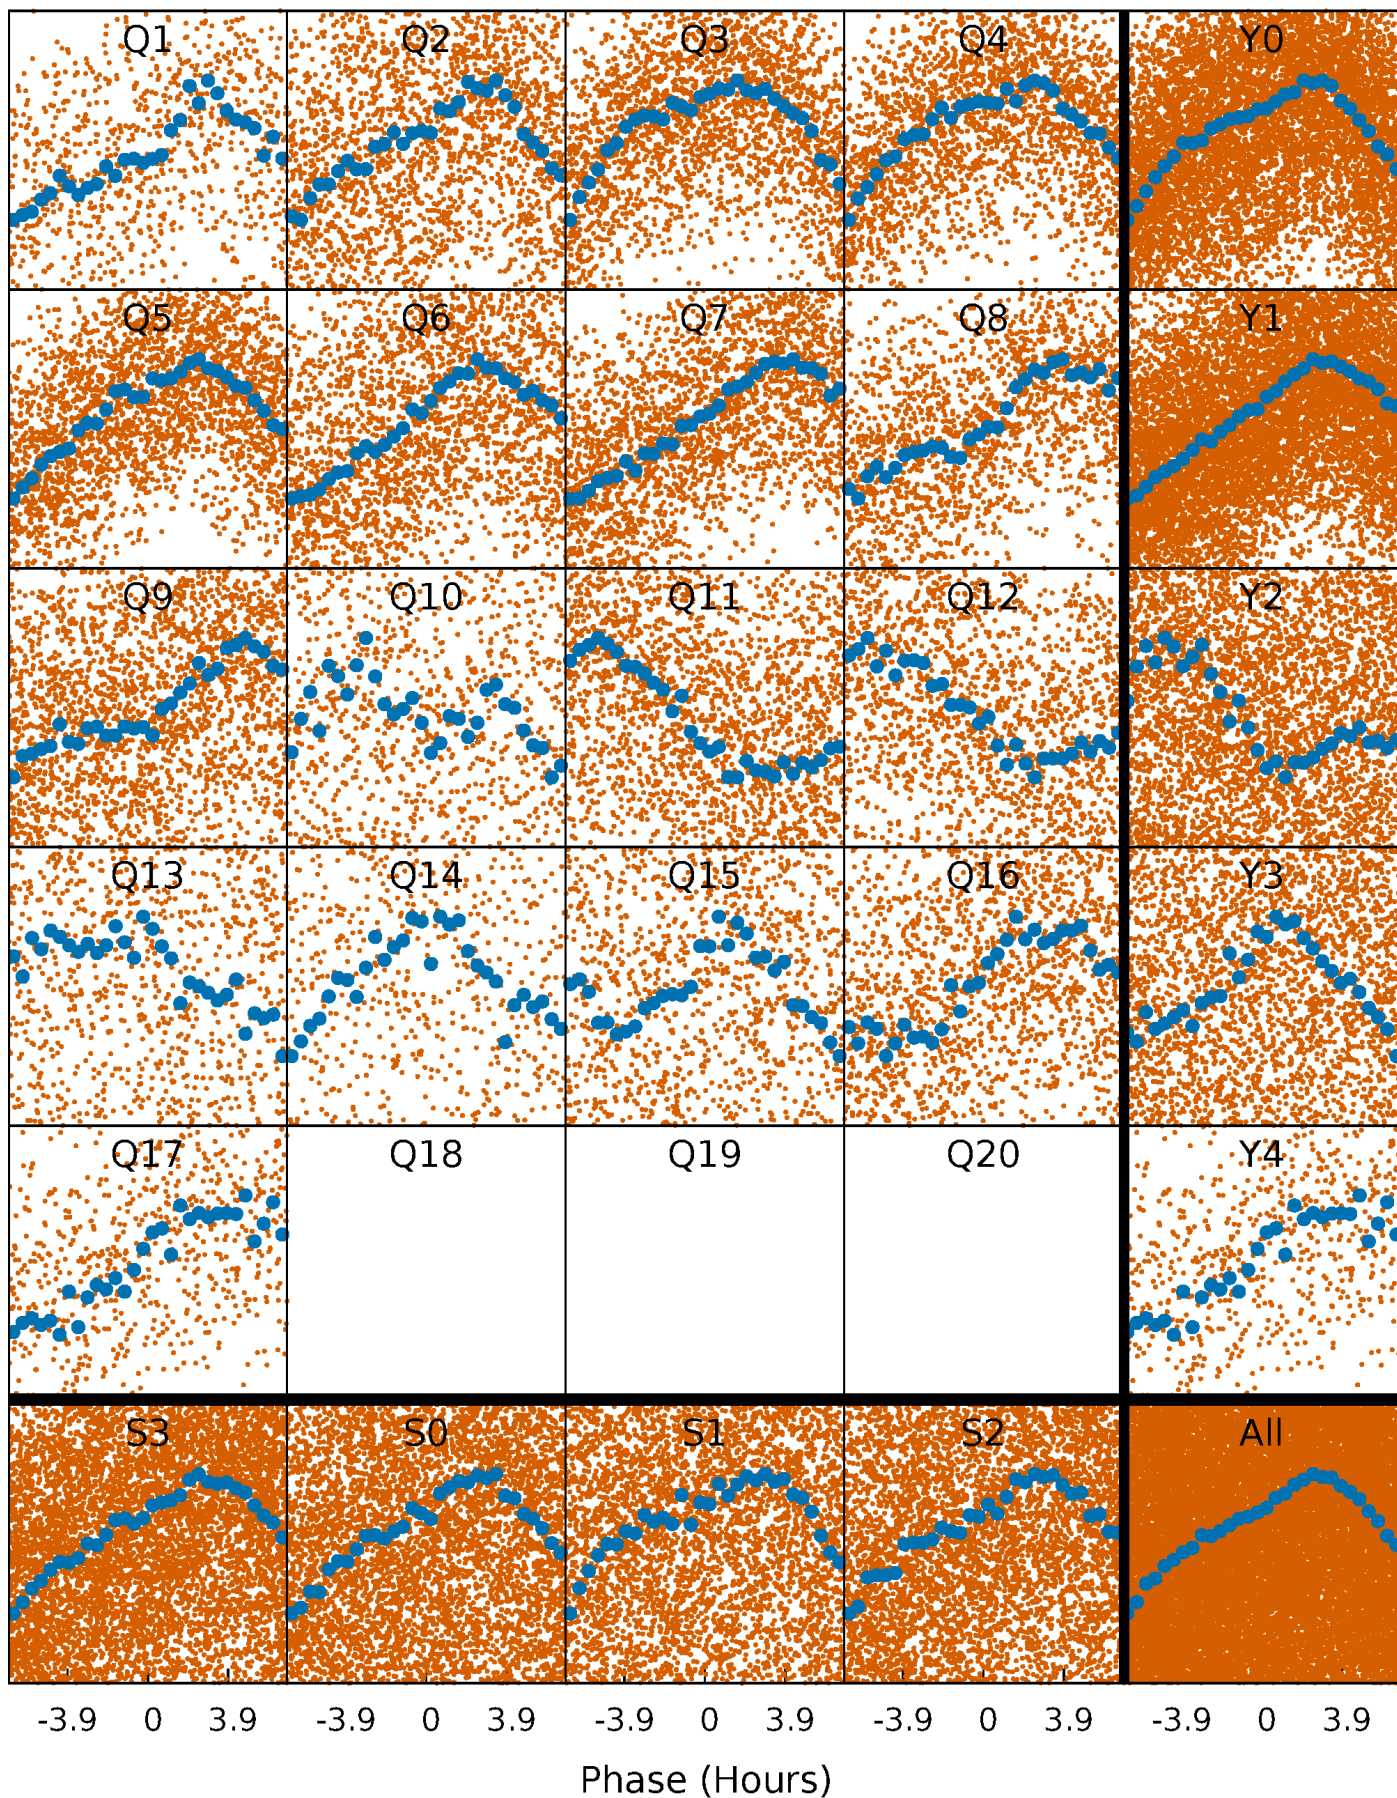 Q1 Q2 Q3 Q4 Y0
Q5 Q6 Q7 Q8 Y1
Q9 Q10 Q11 Q12 Y2
Q13 Q14 Q15 Q16 Y3
Q17 Q18 Q19 Q20 Y4
S3 S0 S1 S2 All
-3.9 0 3.9 -3.9 0 3.9 -3.9 0 3.9 -3.9 0 3.9 -3.9 0 3.9
Phase (Hours)